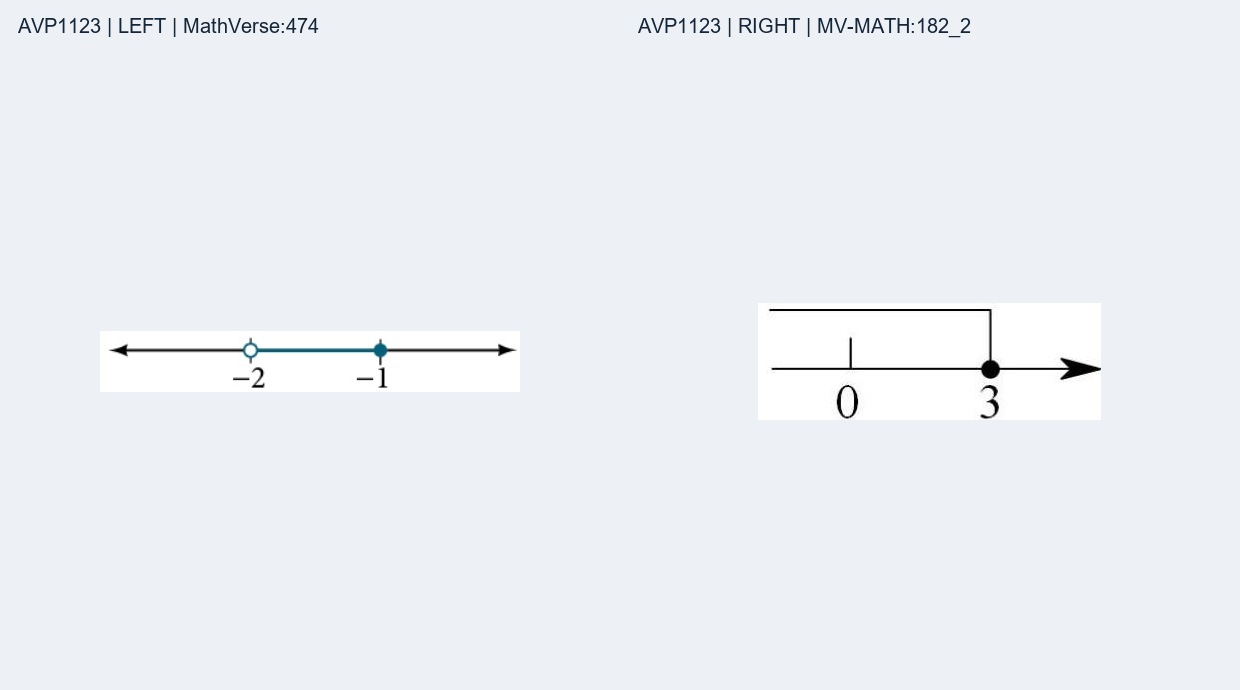 AVP1123 | LEFT | MathVerse:474
AVP1123 | RIGHT | MV-MATH:182_2
−2 −1
0 3